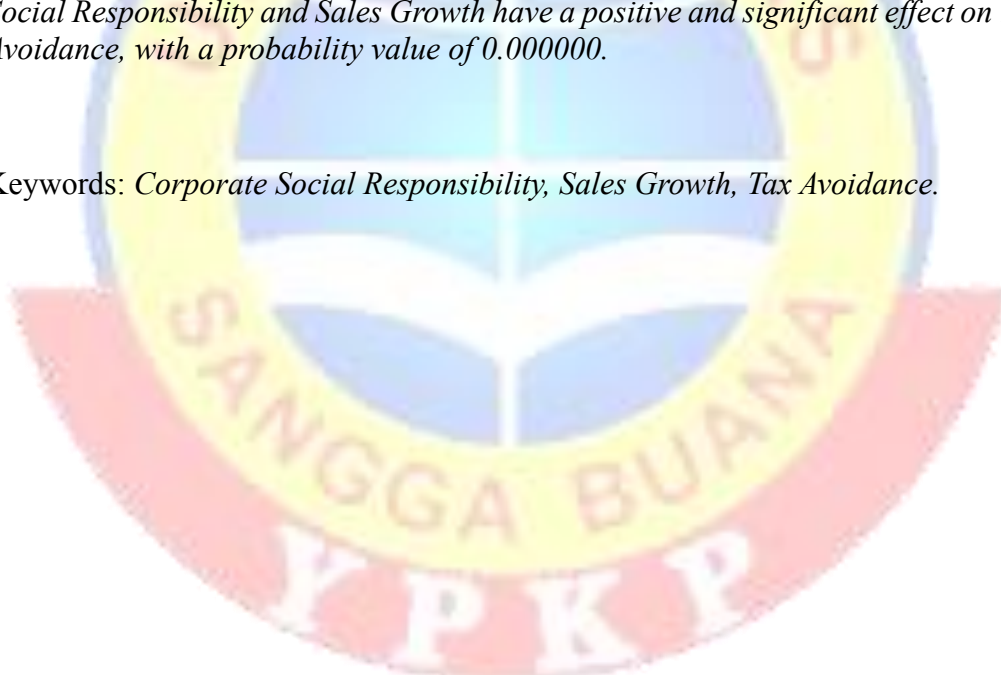 Social Responsibility and Sales Growth have a positive and significant effect on
Avoidance, with a probability value of 0.000000.
Keywords: Corporate Social Responsibility, Sales Growth, Tax Avoidance.
SANGGA BUANA
YPKP